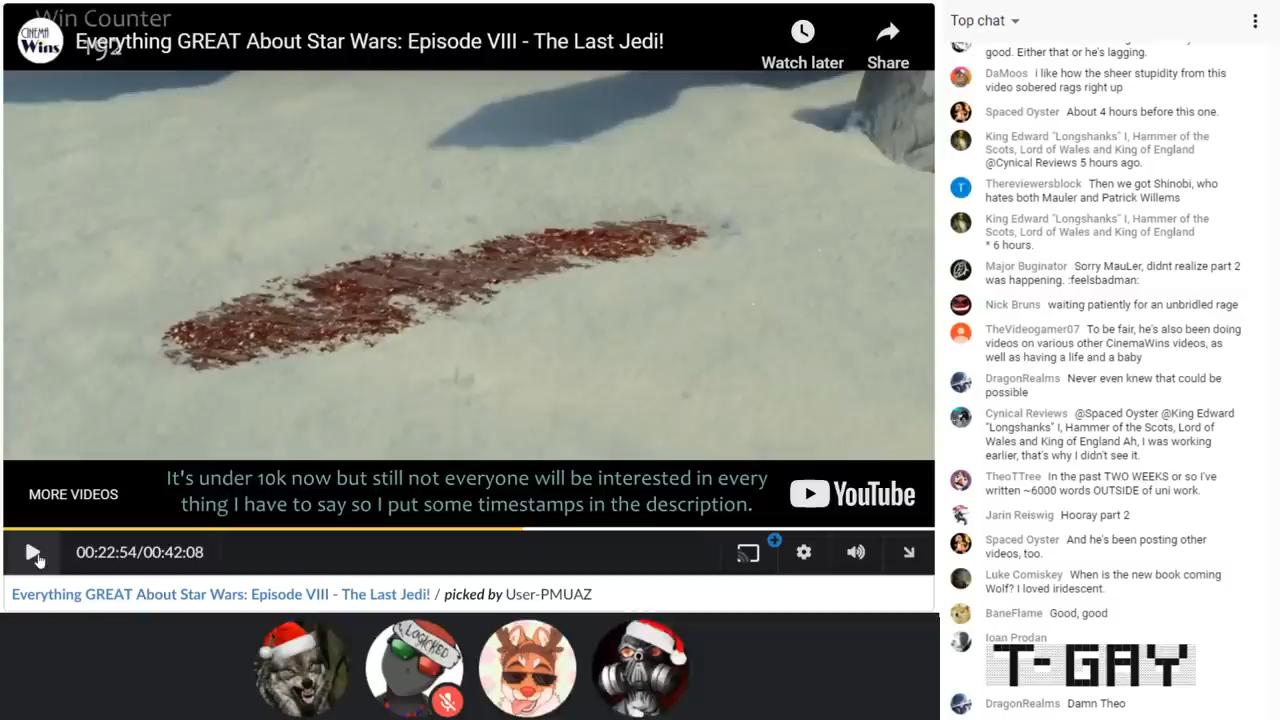 Win Counter
192
CINEMA
Wins
Everything GREAT About Star Wars: Episode VIII - The Last Jedi!
Watch later
Share
It's under 10k now but still not everyone will be interested in every
thing I have to say so I put some timestamps in the description.
MORE VIDEOS
YouTube
00:22:54/00:42:08
Everything GREAT About Star Wars: Episode VIII - The Last Jedi! / picked by User-PMUAZ
LOGICKED
Top chat
good. Either that or he's lagging.
DaMoos i like how the sheer stupidity from this
video sobered rags right up
Spaced Oyster About 4 hours before this one.
King Edward "Longshanks" I, Hammer of the
Scots, Lord of Wales and King of England
@Cynical Reviews 5 hours ago.
T
Thereviewersblock Then we got Shinobi, who
hates both Mauler and Patrick Willems
King Edward "Longshanks" I, Hammer of the
Scots, Lord of Wales and King of England
* 6 hours.
Major Buginator Sorry MauLer, didnt realize part 2
was happening. :feelsbadman:
Nick Bruns waiting patiently for an unbridled rage
TheVideogamer07 To be fair, he's also been doing
videos on various other CinemaWins videos, as
well as having a life and a baby
DragonRealms Never even knew that could be
possible
Cynical Reviews @Spaced Oyster @King Edward
"Longshanks" I, Hammer of the Scots, Lord of
Wales and King of England Ah, I was working
earlier, that's why I didn't see it.
TheoTTree In the past TWO WEEKS or so I've
written ~6000 words OUTSIDE of uni work.
Jarin Reiswig Hooray part 2
Spaced Oyster And he's been posting other
videos, too.
Luke Comiskey When is the new book coming
Wolf? I loved iridescent.
BaneFlame Good, good
Ioan Prodan
T-GAY
DragonRealms Damn Theo